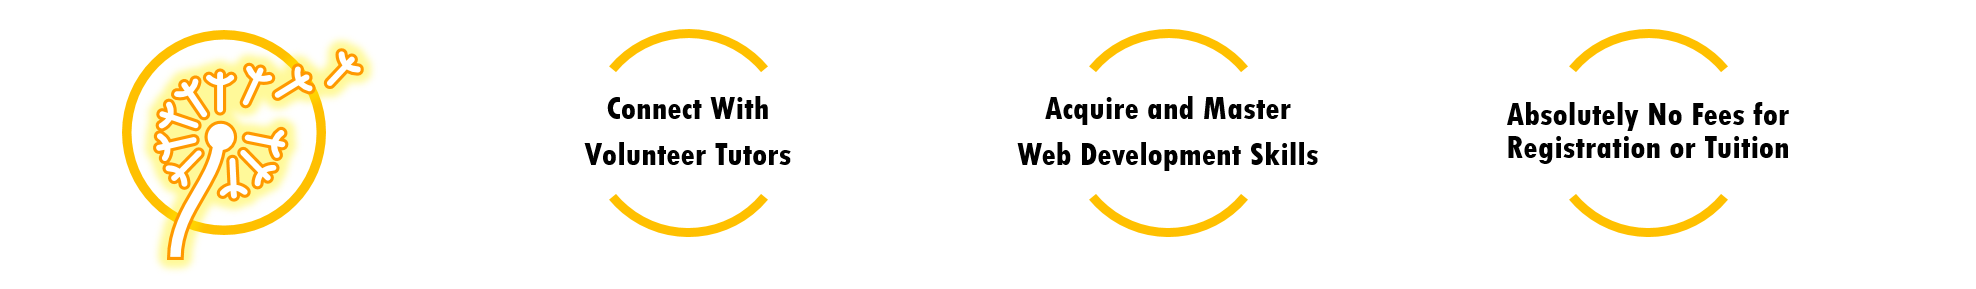 Connect With
Volunteer Tutors
Acquire and Master
Web Development Skills
Absolutely No Fees for
Registration or Tuition